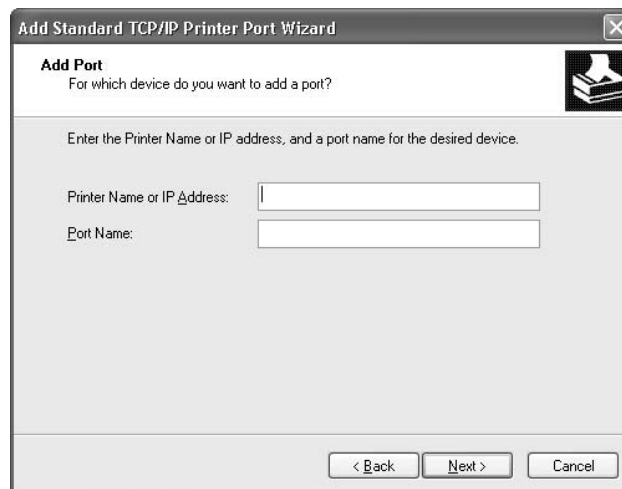 Add Standard TCP/IP Printer Port Wizard
Add Port
For which device do you want to add a port?
Enter the Printer Name or IP address, and a port name for the desired device.
Printer Name or IP Address:
Port Name:
< Back Next > Cancel